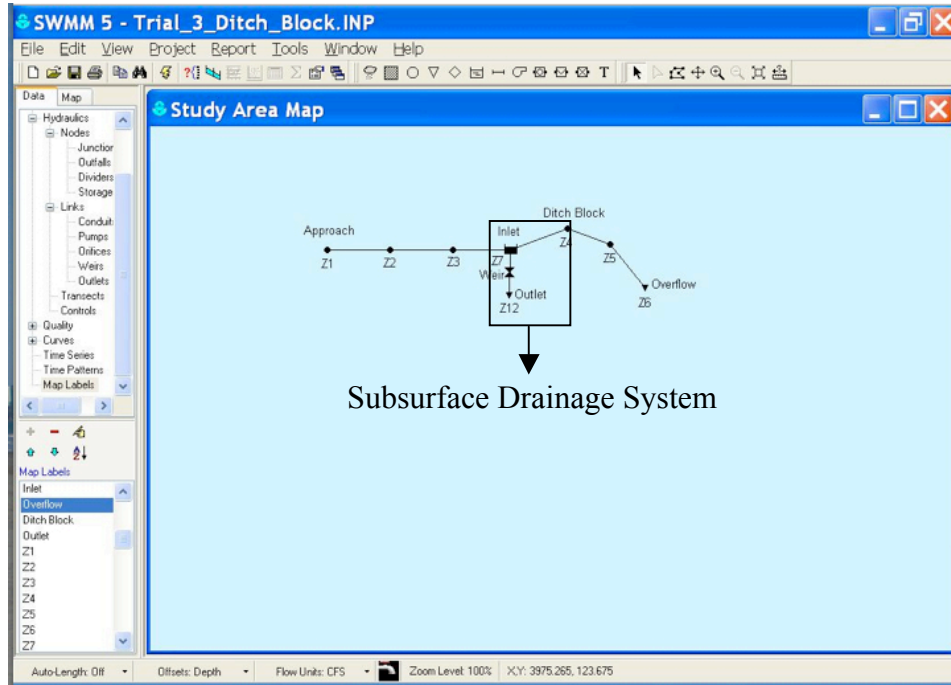 SWMM 5 - Trial_3_Ditch_Block.INP
File Edit View Project Report Tools Window Help
T
Data Map
Hydraulics
Nodes
Junction
Outfalls
Dividers
Storage
Links
Conduit
Pumps
Orifices
Weirs
Outlets
Transects
Controls
Quality
Curves
Time Series
Time Patterns
Map Labels
Map Labels
Inlet
Overflow
Ditch Block
Outlet
Z1
Z2
Z3
Z4
Z5
Z6
Z7
Study Area Map
Ditch Block
Approach
Inlet
Z1 Z2 Z3 Z7 Z4 Z5
Weir
Outlet
Z12
Overflow
Z6
Subsurface Drainage System
Auto-Length: Off Offsets: Depth Flow Units: CFS Zoom Level: 100% X,Y: 3975.265, 123.675